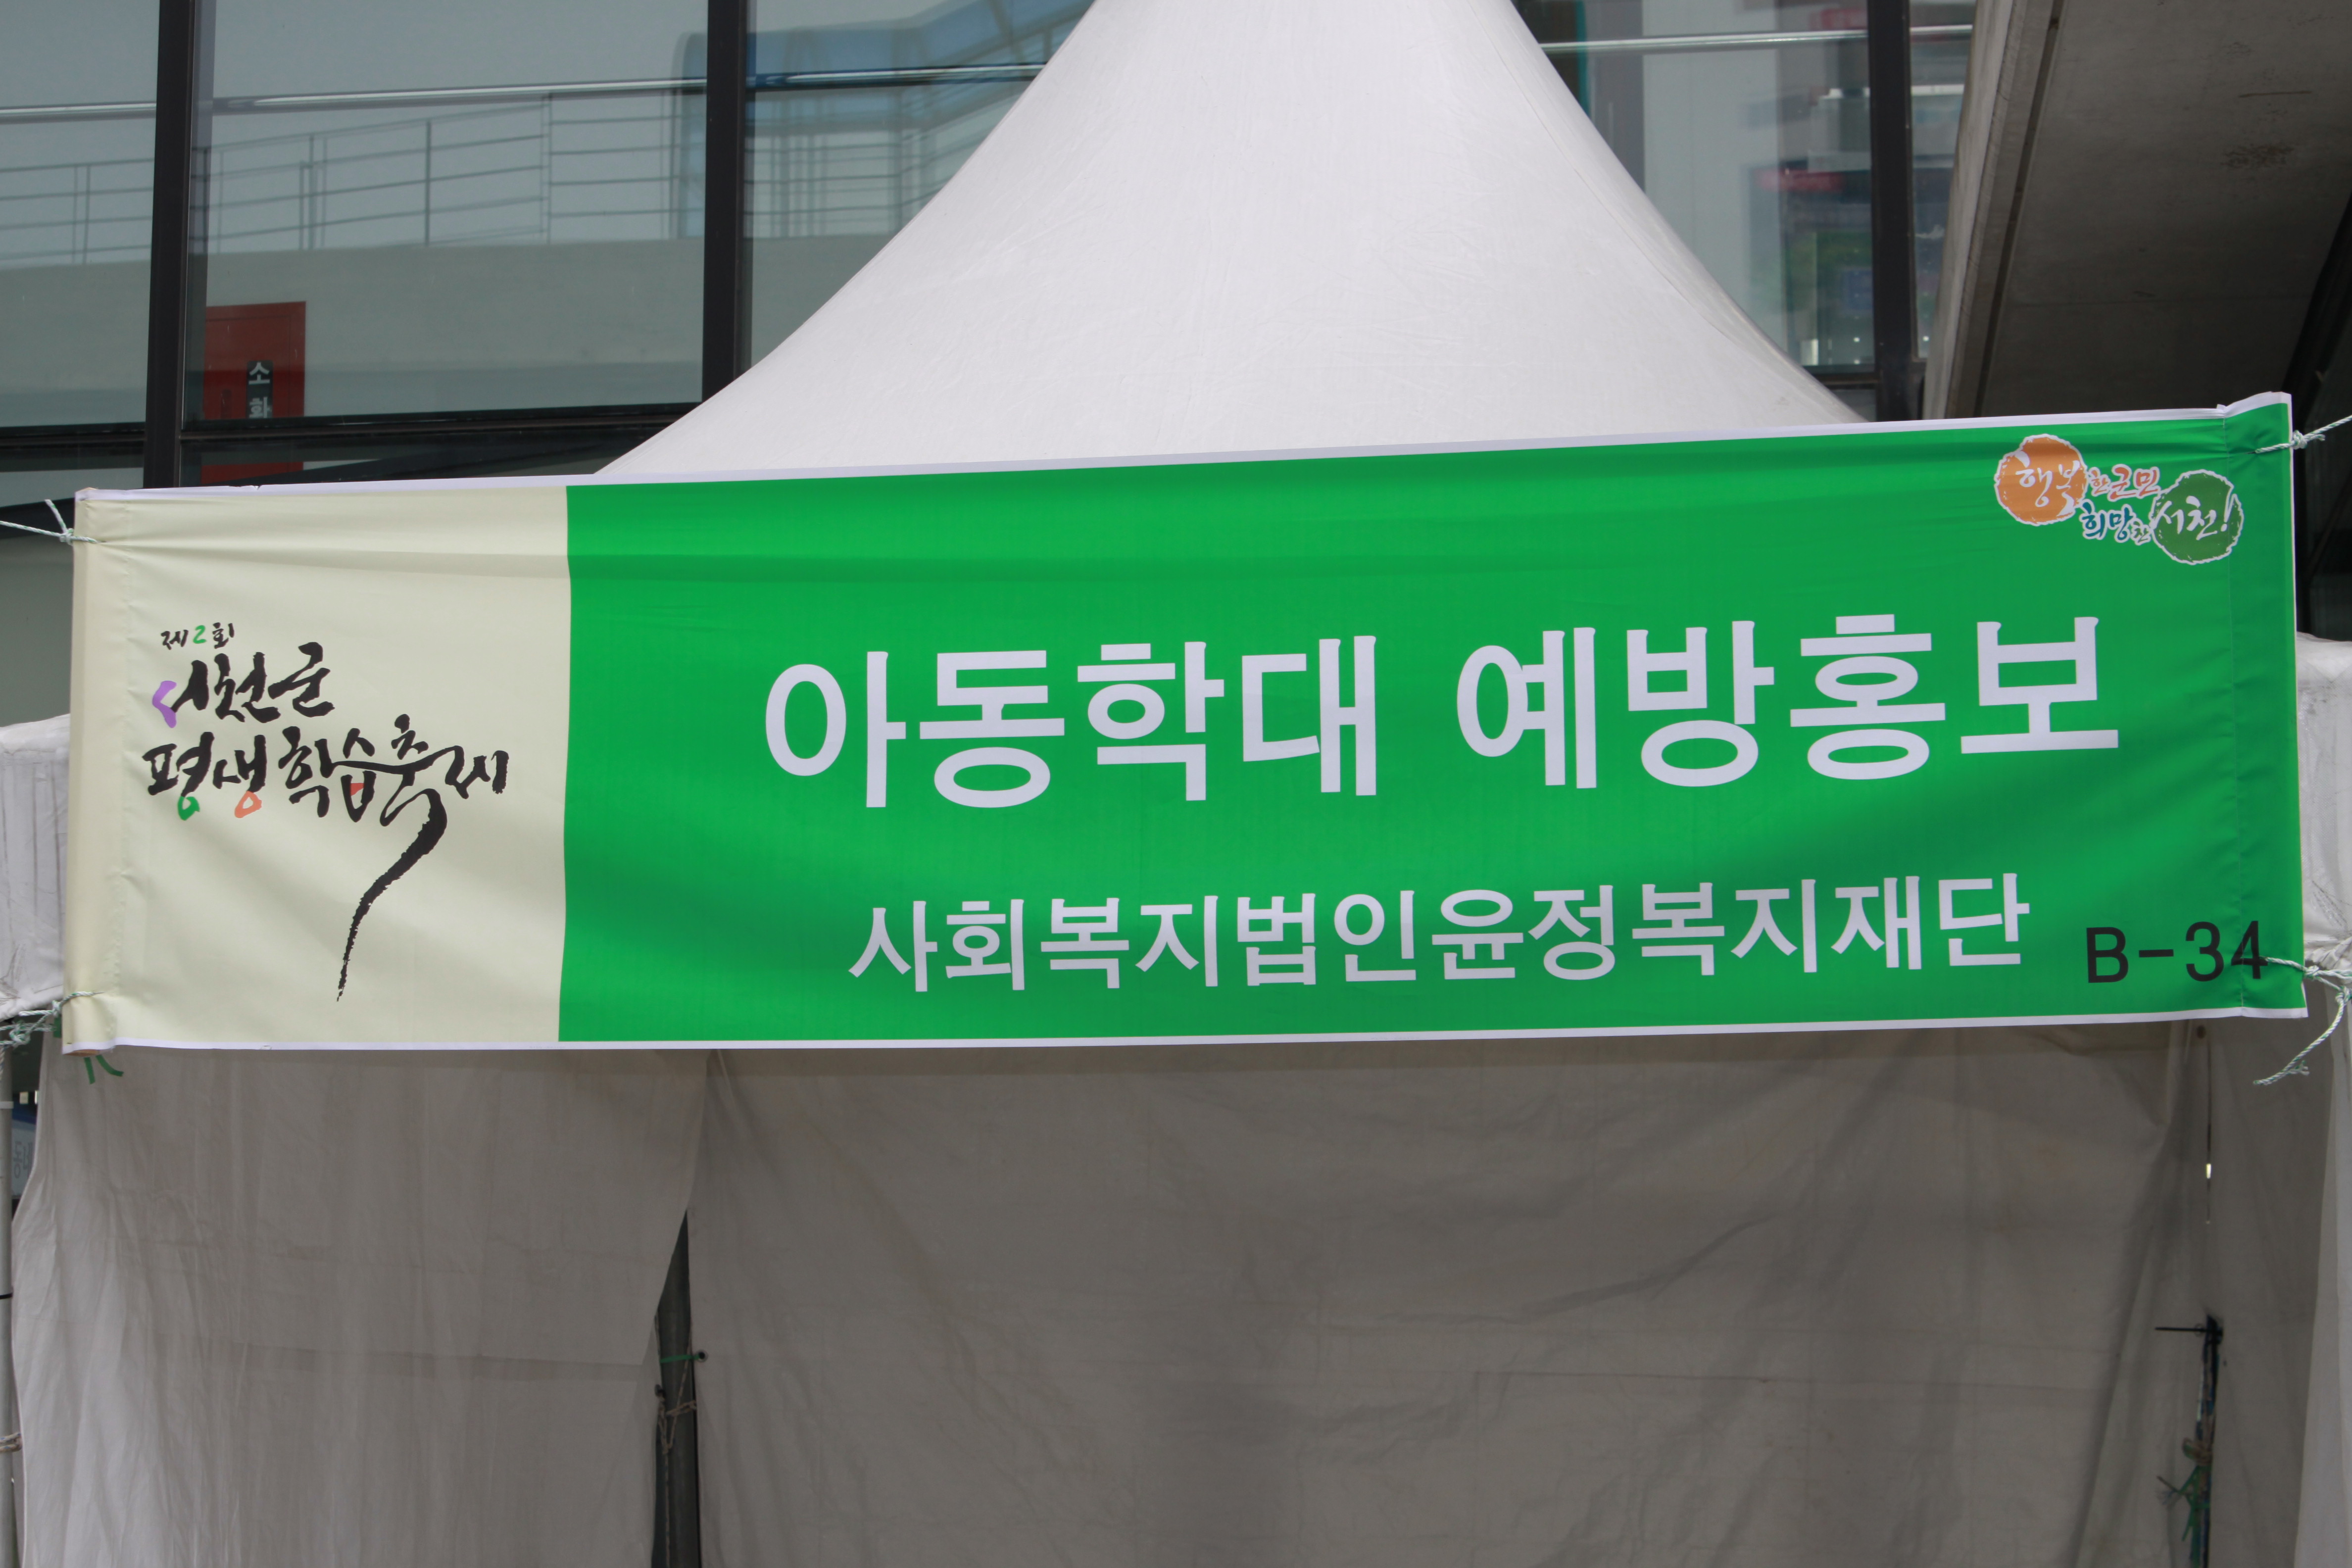 소화
행복한군민
희망찬서천!
제2회
서천군
평생학습축제
아동학대 예방홍보
사회복지법인윤정복지재단
B-34